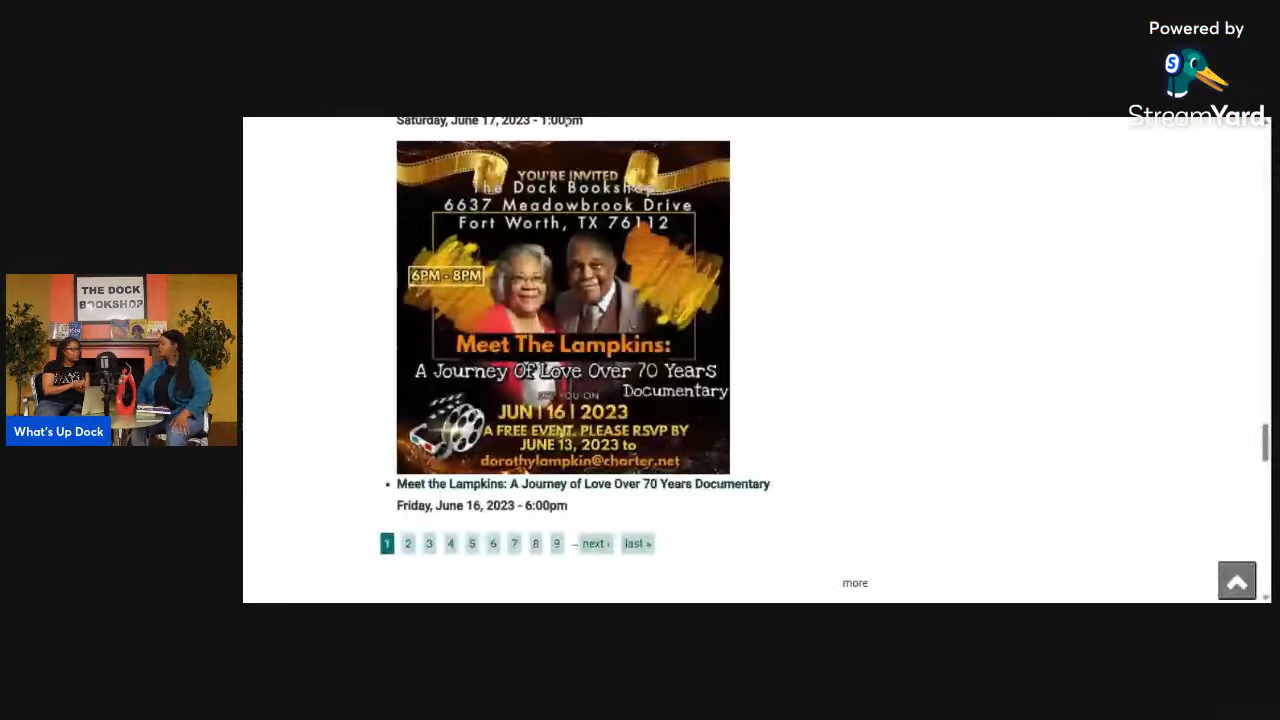 Powered by
StreamYard
Saturday, June 17, 2023 - 1:00pm
YOU'RE INVITED
The Dock Bookshop
6637 Meadowbrook Drive
Fort Worth, TX 76112
6PM - 8PM
Meet The Lampkins:
A Journey Of Love Over 70 Years
Documentary
YOU ON
JUN | 16 | 2023
A FREE EVENT. PLEASE RSVP BY
JUNE 13, 2023 to
dorothylampkin@charter.net
• Meet the Lampkins: A Journey of Love Over 70 Years Documentary
Friday, June 16, 2023 - 6:00pm
1 2 3 4 5 6 7 8 9 ... next › last »
more
THE DOCK
BOOKSHOP
What's Up Dock